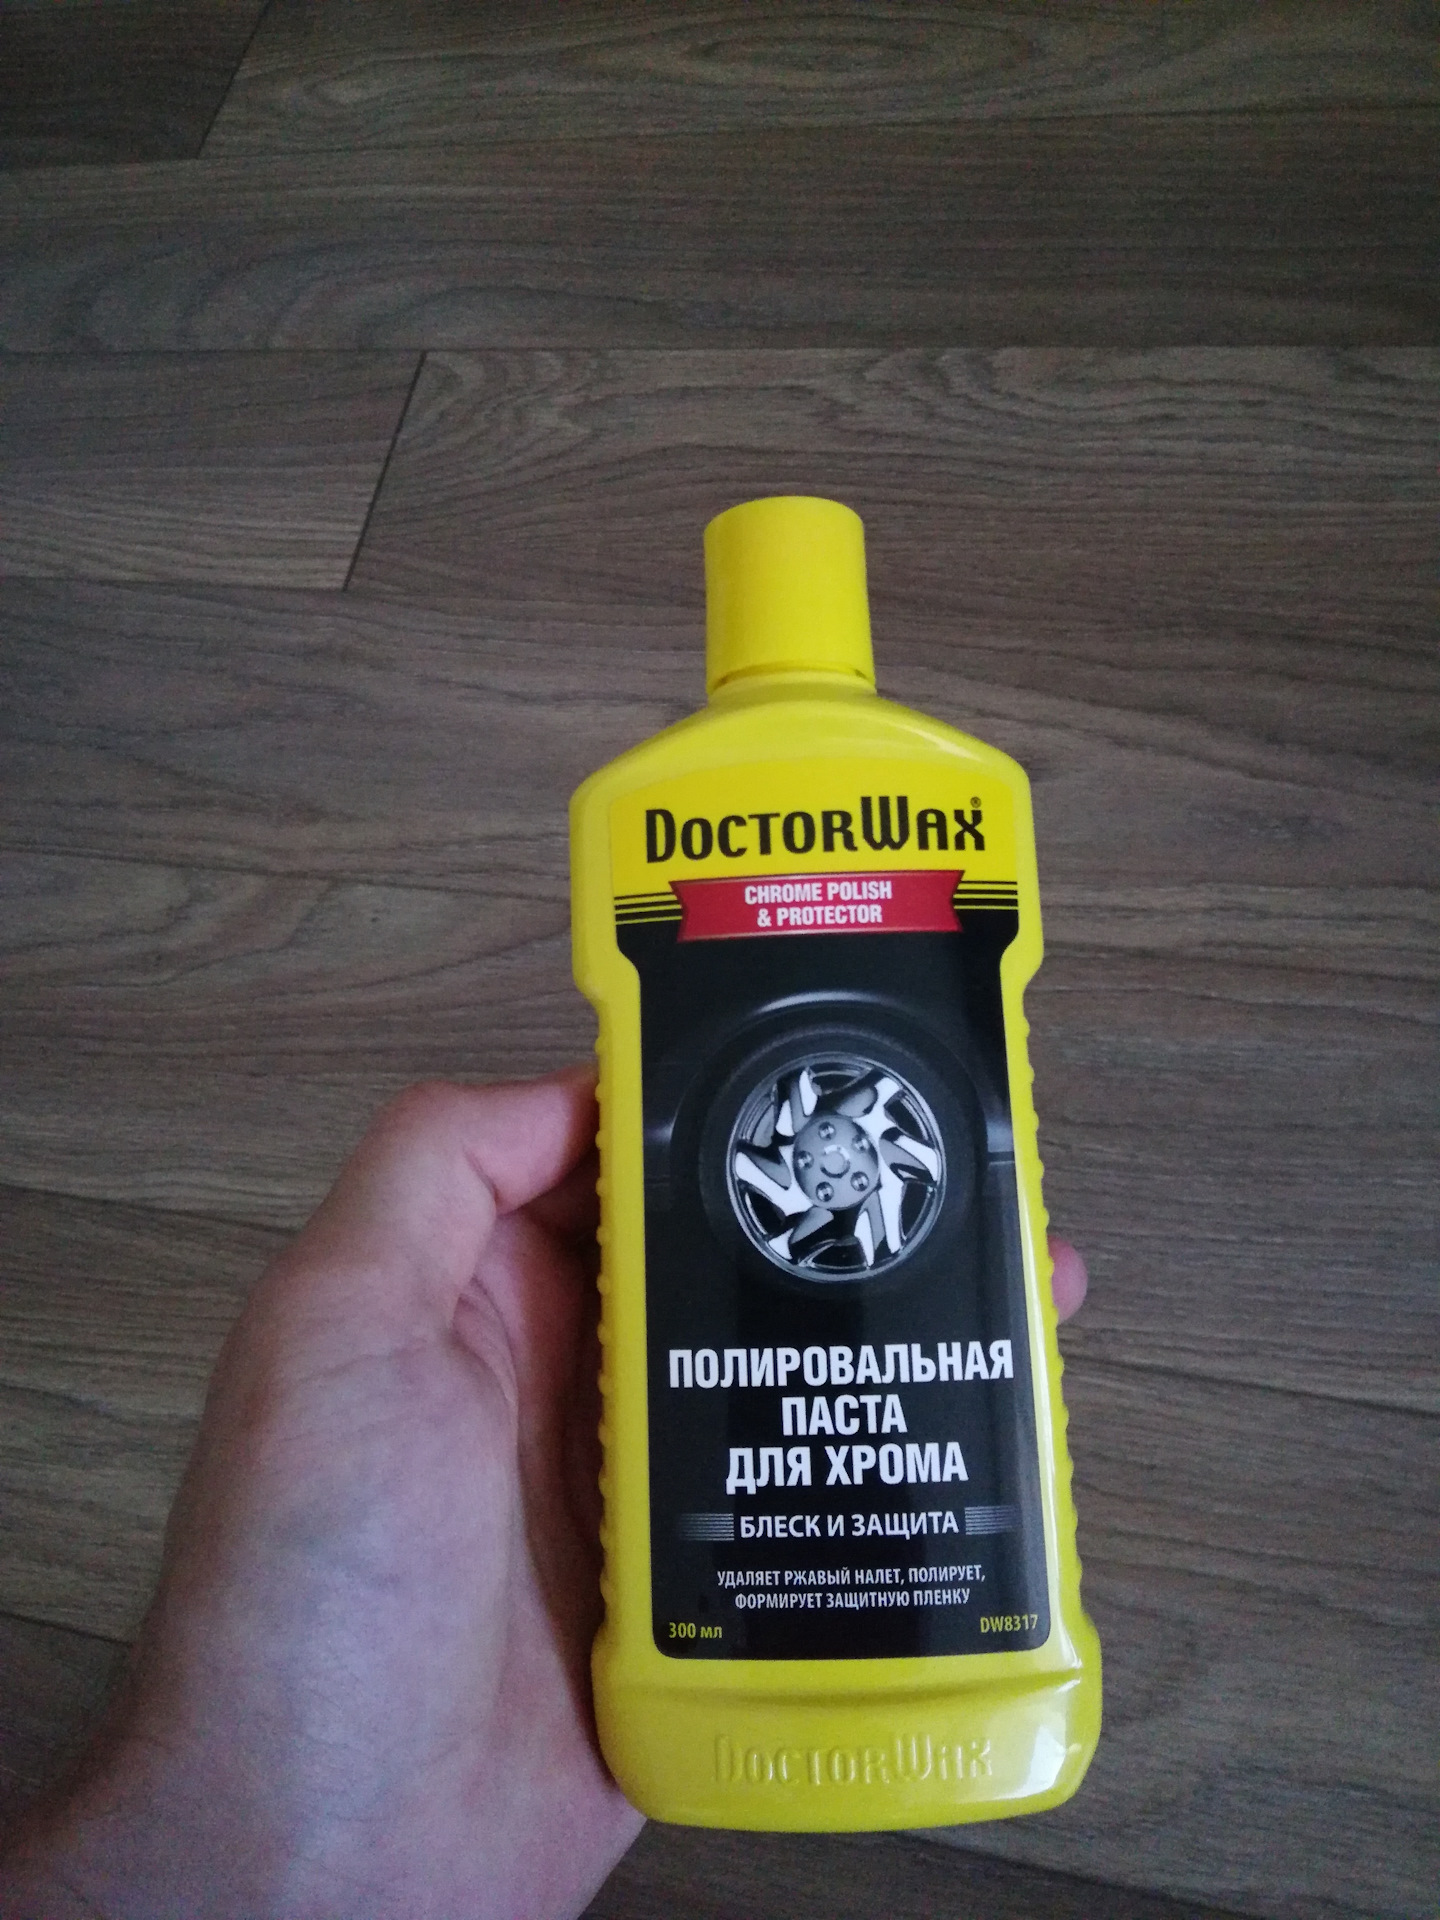 DOCTORWAX®
CHROME POLISH
& PROTECTOR
ПОЛИРОВАЛЬНАЯ
ПАСТА
ДЛЯ ХРОМА
БЛЕСК И ЗАЩИТА
УДАЛЯЕТ РЖАВЫЙ НАЛЕТ, ПОЛИРУЕТ,
ФОРМИРУЕТ ЗАЩИТНУЮ ПЛЕНКУ
300 мл DW8317
DOCTORWAX